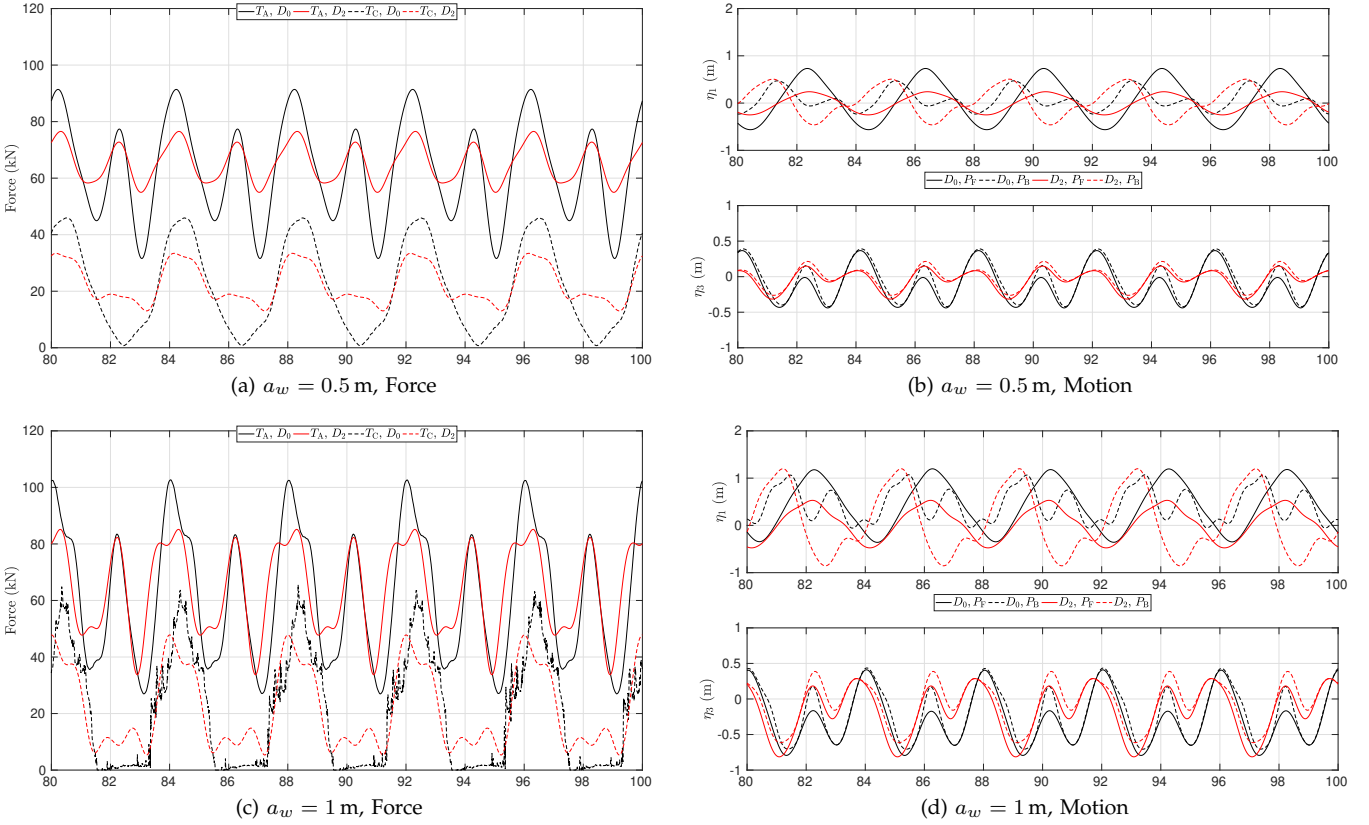 T_A, D_0 T_A, D_2 T_C, D_0 T_C, D_2
120
100
80
60
40
20
0
Force (kN)
80 82 84 86 88 90 92 94 96 98 100
(a) a_w = 0.5 m, Force
2
1
0
-1
η_1 (m)
80 82 84 86 88 90 92 94 96 98 100
D_0, P_F D_0, P_B D_2, P_F D_2, P_B
1
0.5
0
-0.5
-1
η_3 (m)
80 82 84 86 88 90 92 94 96 98 100
(b) a_w = 0.5 m, Motion
T_A, D_0 T_A, D_2 T_C, D_0 T_C, D_2
120
100
80
60
40
20
0
Force (kN)
80 82 84 86 88 90 92 94 96 98 100
(c) a_w = 1 m, Force
2
1
0
-1
η_1 (m)
80 82 84 86 88 90 92 94 96 98 100
D_0, P_F D_0, P_B D_2, P_F D_2, P_B
1
0.5
0
-0.5
-1
η_3 (m)
80 82 84 86 88 90 92 94 96 98 100
(d) a_w = 1 m, Motion